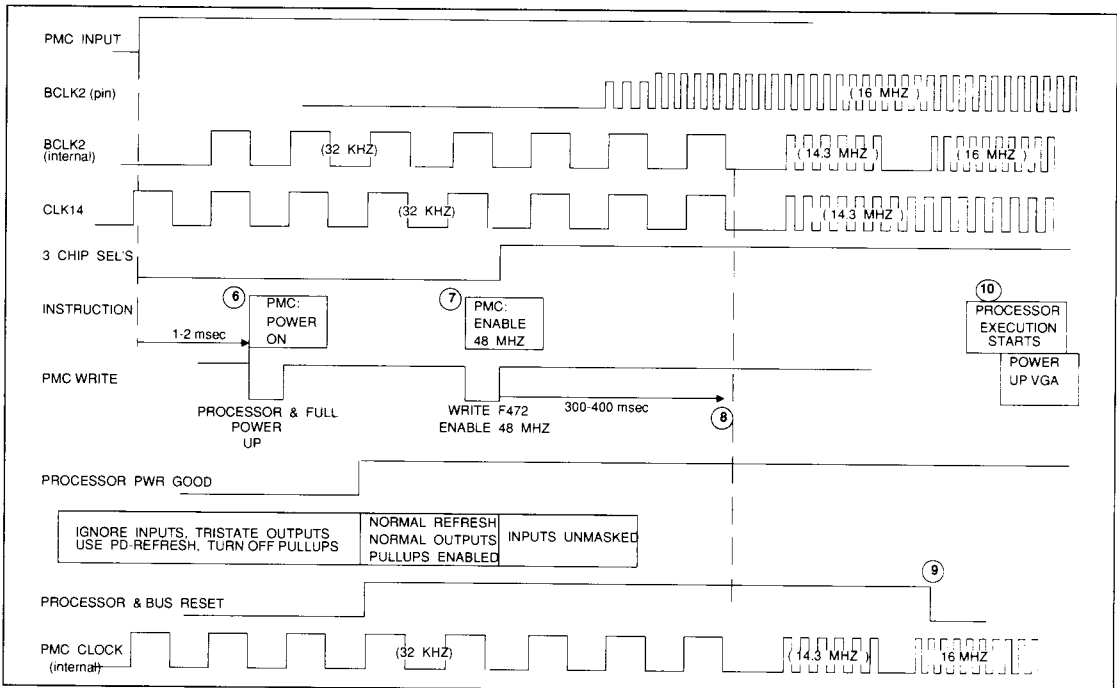 PMC INPUT
BCLK2 (pin)
(16 MHZ)
BCLK2
(internal)
(32 KHZ)
(14.3 MHZ)
(16 MHZ)
CLK14
(32 KHZ)
(14.3 MHZ)
3 CHIP SEL'S
INSTRUCTION
1-2 msec
6
PMC:
POWER
ON
7
PMC:
ENABLE
48 MHZ
10
PROCESSOR
EXECUTION
STARTS
POWER
UP VGA
PMC WRITE
PROCESSOR & FULL
POWER
UP
WRITE F472
ENABLE 48 MHZ
300-400 msec
8
PROCESSOR PWR GOOD
IGNORE INPUTS, TRISTATE OUTPUTS
USE PD-REFRESH, TURN OFF PULLUPS
NORMAL REFRESH
NORMAL OUTPUTS
PULLUPS ENABLED
INPUTS UNMASKED
9
PROCESSOR & BUS RESET
PMC CLOCK
(internal)
(32 KHZ)
(14.3 MHZ)
16 MHZ